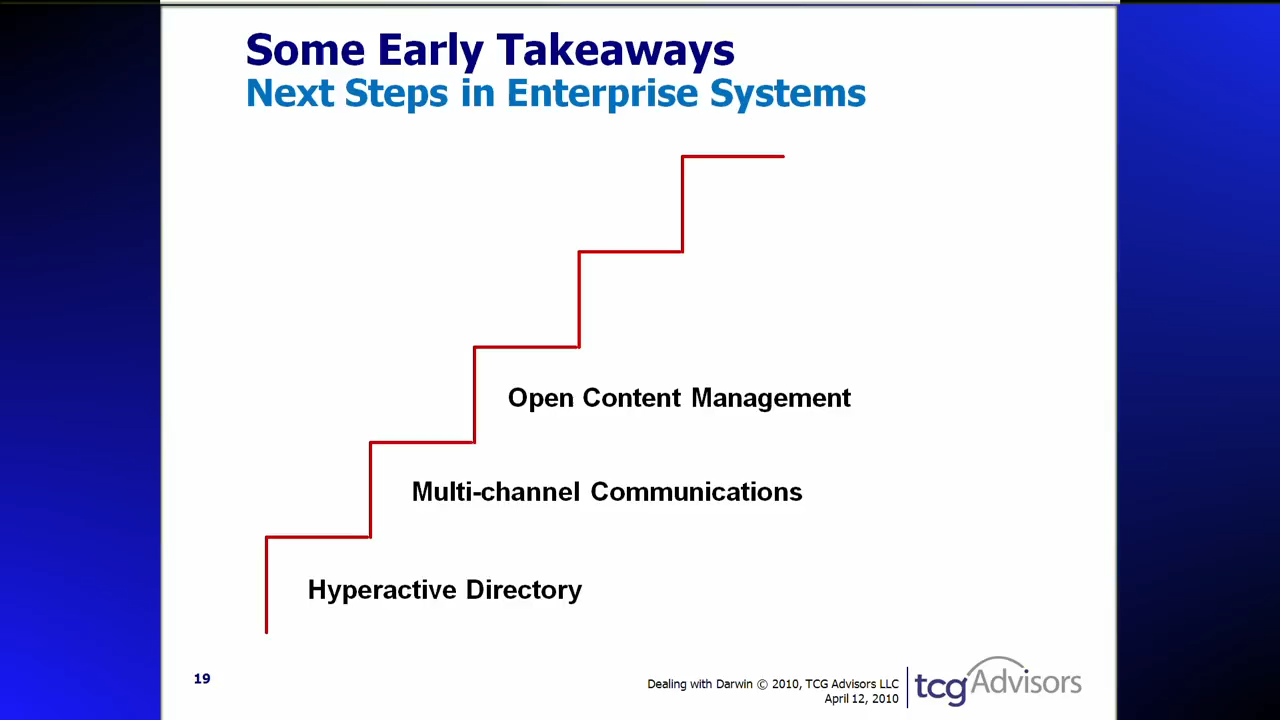 Some Early Takeaways
Next Steps in Enterprise Systems
Open Content Management
Multi-channel Communications
Hyperactive Directory
19
Dealing with Darwin © 2010, TCG Advisors LLC
April 12, 2010
tcgAdvisors